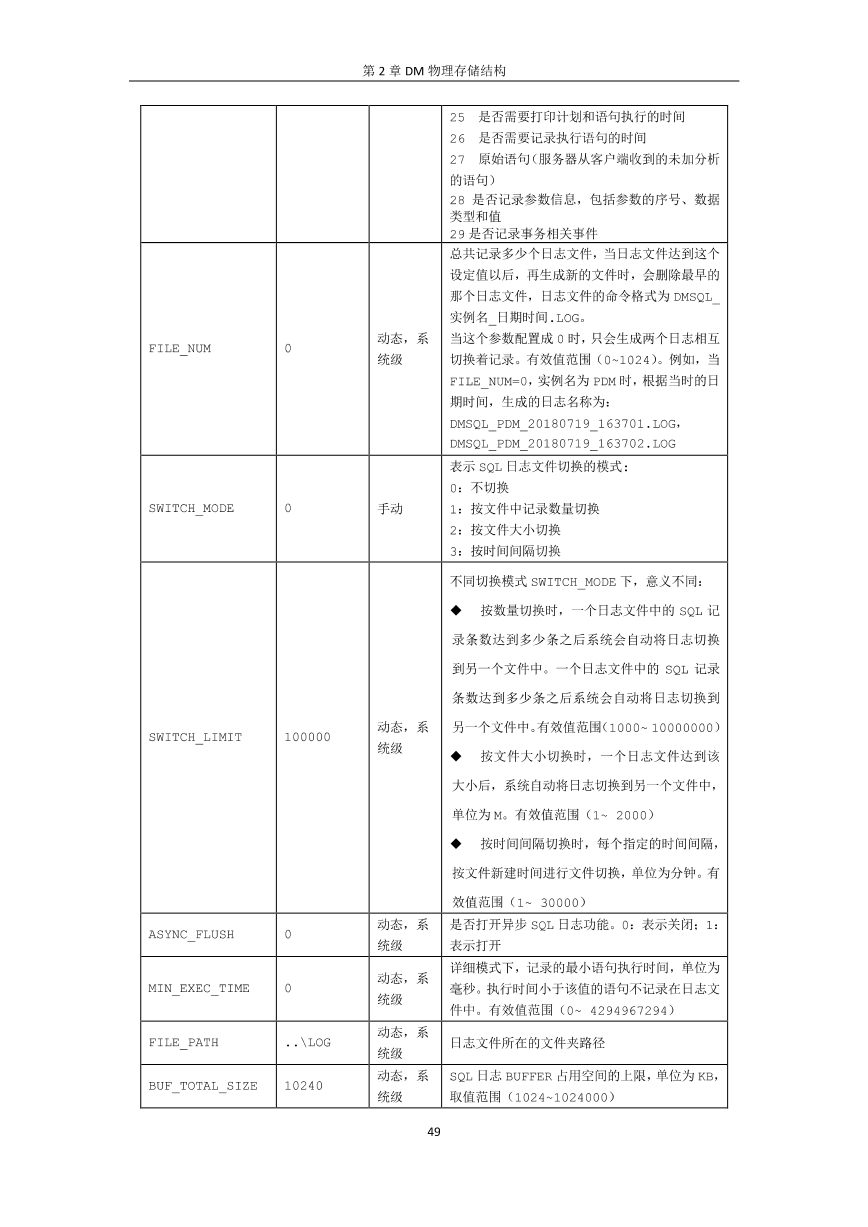 第 2 章 DM 物理存储结构
25 是否需要打印计划和语句执行的时间
26 是否需要记录执行语句的时间
27 原始语句(服务器从客户端收到的未加分析
的语句)
28 是否记录参数信息，包括参数的序号、数据
类型和值
29 是否记录事务相关事件
FILE_NUM
0
动态，系
统级
总共记录多少个日志文件，当日志文件达到这个
设定值以后，再生成新的文件时，会删除最早的
那个日志文件，日志文件的命令格式为 DMSQL_
实例名_日期时间.LOG。
当这个参数配置成 0 时，只会生成两个日志相互
切换着记录。有效值范围（0~1024）。例如，当
FILE_NUM=0，实例名为 PDM 时，根据当时的日
期时间，生成的日志名称为：
DMSQL_PDM_20180719_163701.LOG，
DMSQL_PDM_20180719_163702.LOG
SWITCH_MODE
0
手动
表示 SQL 日志文件切换的模式：
0：不切换
1：按文件中记录数量切换
2：按文件大小切换
3：按时间间隔切换
SWITCH_LIMIT
100000
动态，系
统级
不同切换模式 SWITCH_MODE 下，意义不同：
◆ 按数量切换时，一个日志文件中的 SQL 记
录条数达到多少条之后系统会自动将日志切换
到另一个文件中。一个日志文件中的 SQL 记录
条数达到多少条之后系统会自动将日志切换到
另一个文件中。有效值范围（1000~ 10000000）
◆ 按文件大小切换时，一个日志文件达到该
大小后，系统自动将日志切换到另一个文件中，
单位为 M。有效值范围（1~ 2000）
◆ 按时间间隔切换时，每个指定的时间间隔，
按文件新建时间进行文件切换，单位为分钟。有
效值范围（1~ 30000）
ASYNC_FLUSH
0
动态，系
统级
是否打开异步 SQL 日志功能。0：表示关闭；1：
表示打开
MIN_EXEC_TIME
0
动态，系
统级
详细模式下，记录的最小语句执行时间，单位为
毫秒。执行时间小于该值的语句不记录在日志文
件中。有效值范围（0~ 4294967294）
FILE_PATH
..\LOG
动态，系
统级
日志文件所在的文件夹路径
BUF_TOTAL_SIZE
10240
动态，系
统级
SQL 日志 BUFFER 占用空间的上限，单位为 KB，
取值范围（1024~1024000）
49